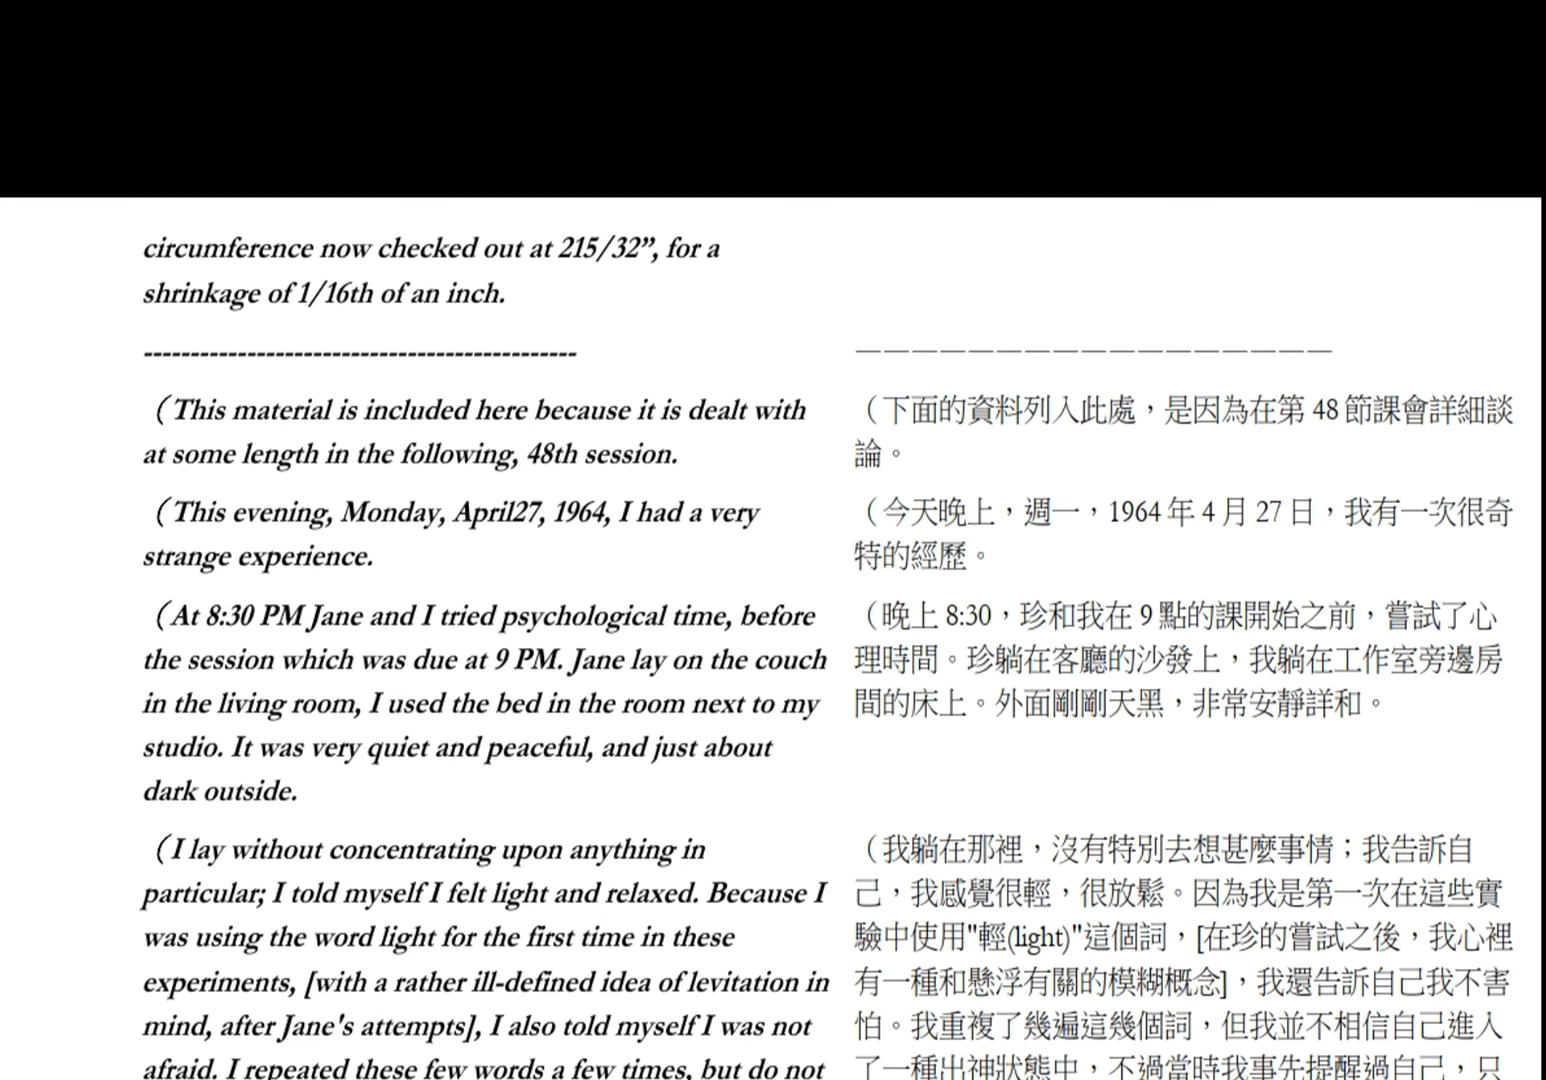 circumference now checked out at 215/32”, for a
shrinkage of 1/16th of an inch.
----------------------------------------------
（This material is included here because it is dealt with
at some length in the following, 48th session.
（This evening, Monday, April27, 1964, I had a very
strange experience.
（At 8:30 PM Jane and I tried psychological time, before
the session which was due at 9 PM. Jane lay on the couch
in the living room, I used the bed in the room next to my
studio. It was very quiet and peaceful, and just about
dark outside.
（I lay without concentrating upon anything in
particular; I told myself I felt light and relaxed. Because I
was using the word light for the first time in these
experiments, [with a rather ill-defined idea of levitation in
mind, after Jane's attempts], I also told myself I was not
afraid. I repeated these few words a few times, but do not
—————————————————
（下面的資料列入此處，是因為在第 48 節課會詳細談
論。
（今天晚上，週一，1964 年 4 月 27 日，我有一次很奇
特的經歷。
（晚上 8:30，珍和我在 9 點的課開始之前，嘗試了心
理時間。珍躺在客廳的沙發上，我躺在工作室旁邊房
間的床上。外面剛剛天黑，非常安靜詳和。
（我躺在那裡，沒有特別去想甚麼事情；我告訴自
己，我感覺很輕，很放鬆。因為我是第一次在這些實
驗中使用"輕(light)"這個詞，[在珍的嘗試之後，我心裡
有一種和懸浮有關的模糊概念]，我還告訴自己我不害
怕。我重複了幾遍這幾個詞，但我並不相信自己進入
了一種出神狀態中，不過當時我事先提醒過自己，只